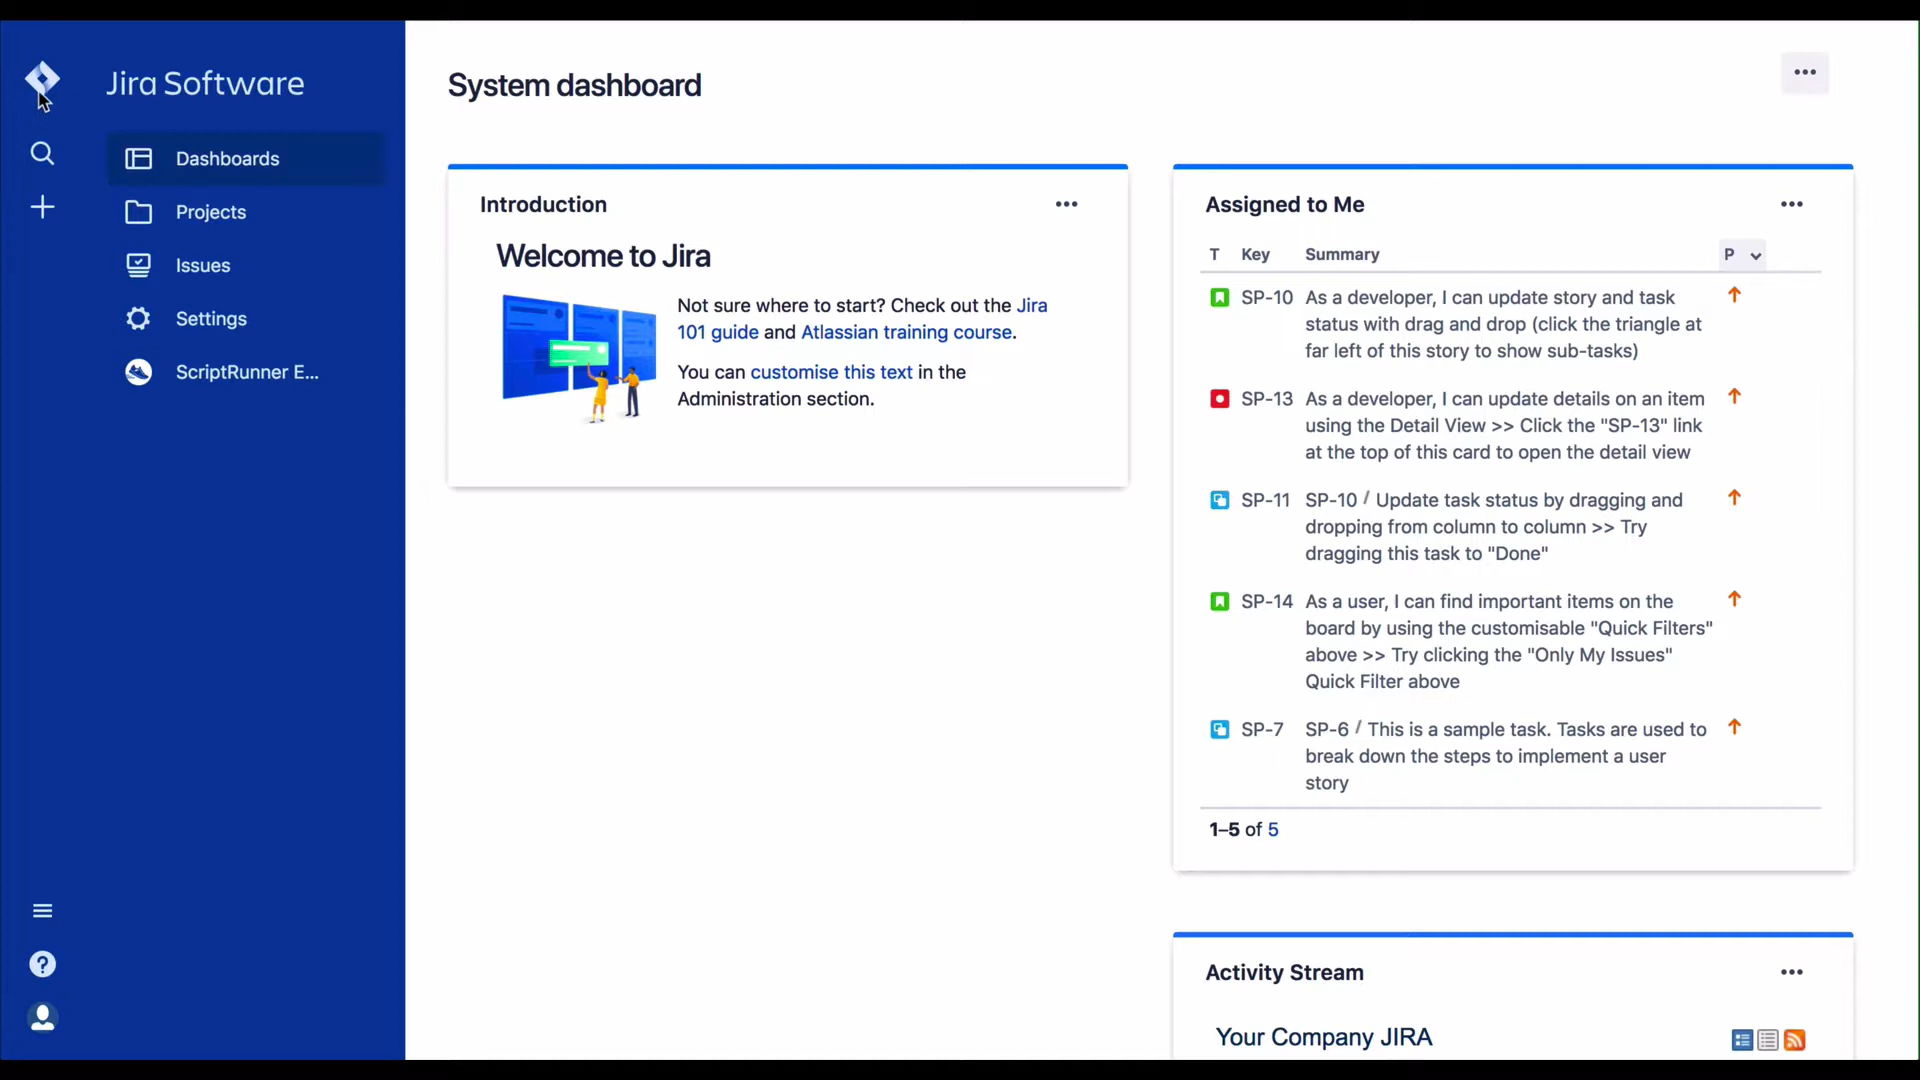 Jira Software
Dashboards
Projects
Issues
Settings
ScriptRunner E...
System dashboard
Introduction
Welcome to Jira
Not sure where to start? Check out the Jira
101 guide and Atlassian training course.
You can customise this text in the
Administration section.
Assigned to Me
T Key Summary P
SP-10 As a developer, I can update story and task
status with drag and drop (click the triangle at
far left of this story to show sub-tasks)
SP-13 As a developer, I can update details on an item
using the Detail View >> Click the "SP-13" link
at the top of this card to open the detail view
SP-11 SP-10 / Update task status by dragging and
dropping from column to column >> Try
dragging this task to "Done"
SP-14 As a user, I can find important items on the
board by using the customisable "Quick Filters"
above >> Try clicking the "Only My Issues"
Quick Filter above
SP-7 SP-6 / This is a sample task. Tasks are used to
break down the steps to implement a user
story
1–5 of 5
Activity Stream
Your Company JIRA